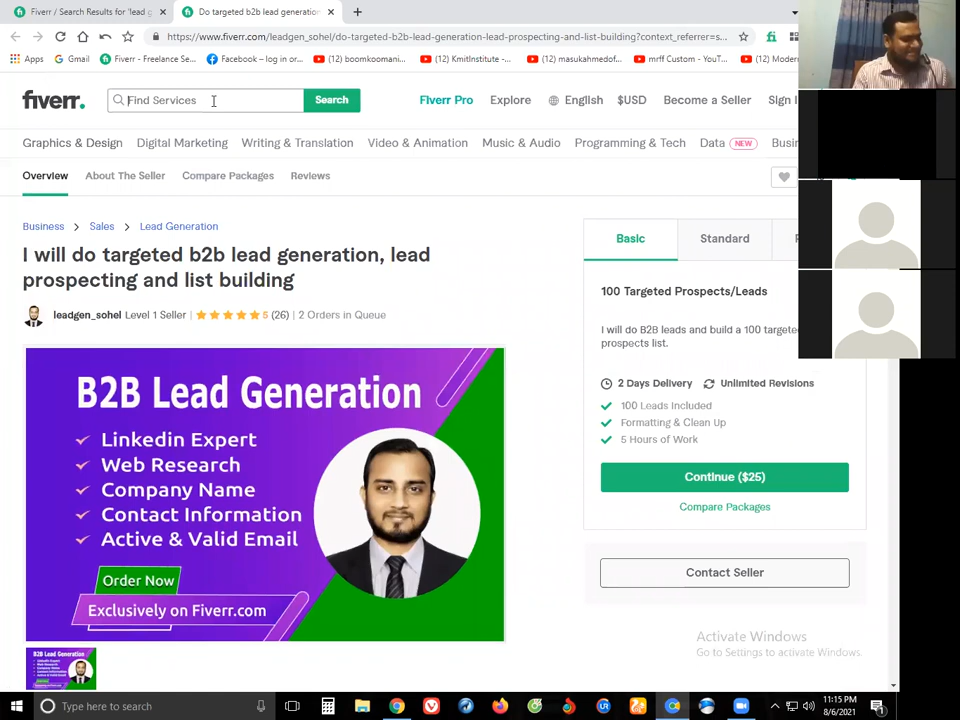 Fiverr / Search Results for 'lead g
Do targeted b2b lead generation
https://www.fiverr.com/leadgen_sohel/do-targeted-b2b-lead-generation-lead-prospecting-and-list-building?context_referrer=s...
Apps
Gmail
Fiverr - Freelance Se...
Facebook – log in or...
(12) boomkoomani...
(12) KmitInstitute -...
(12) masukahmedof...
mrff Custom - YouT...
(12) Modern
fiverr.
Find Services
Search
Fiverr Pro
Explore
English
$USD
Become a Seller
Sign I
Graphics & Design
Digital Marketing
Writing & Translation
Video & Animation
Music & Audio
Programming & Tech
Data
NEW
Busin
Overview
About The Seller
Compare Packages
Reviews
Business > Sales > Lead Generation
I will do targeted b2b lead generation, lead
prospecting and list building
leadgen_sohel Level 1 Seller | 5 (26) | 2 Orders in Queue
B2B Lead Generation
Linkedin Expert
Web Research
Company Name
Contact Information
Active & Valid Email
Order Now
Exclusively on Fiverr.com
B2B Lead Generation
Basic
Standard
100 Targeted Prospects/Leads
I will do B2B leads and build a 100 targete
prospects list.
2 Days Delivery
Unlimited Revisions
100 Leads Included
Formatting & Clean Up
5 Hours of Work
Continue ($25)
Compare Packages
Contact Seller
Activate Windows
Go to Settings to activate Windows.
Type here to search
11:15 PM
8/6/2021